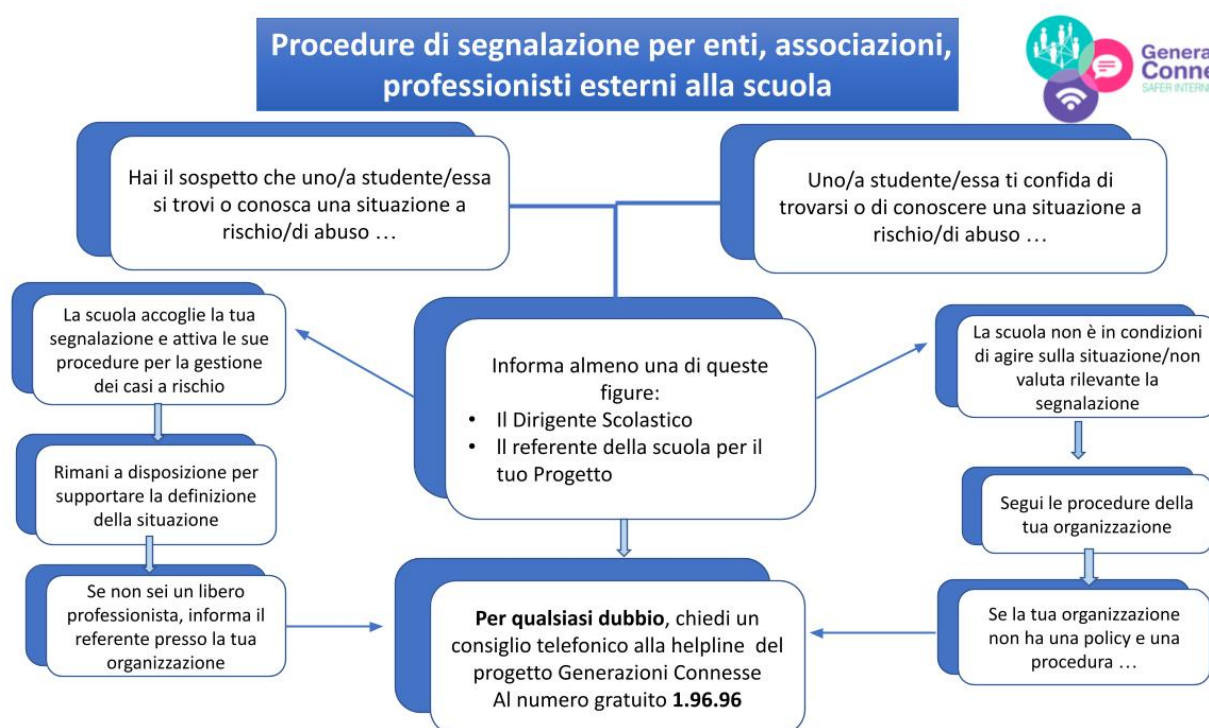 Procedure di segnalazione per enti, associazioni,
professionisti esterni alla scuola
Genera
Conne
SAFER INTERN
Hai il sospetto che uno/a studente/essa
si trovi o conosca una situazione a
rischio/di abuso …
Uno/a studente/essa ti confida di
trovarsi o di conoscere una situazione a
rischio/di abuso …
La scuola accoglie la tua
segnalazione e attiva le sue
procedure per la gestione
dei casi a rischio
Informa almeno una di queste
figure:
• Il Dirigente Scolastico
• Il referente della scuola per il
tuo Progetto
La scuola non è in condizioni
di agire sulla situazione/non
valuta rilevante la
segnalazione
Rimani a disposizione per
supportare la definizione
della situazione
Segui le procedure della
tua organizzazione
Se non sei un libero
professionista, informa il
referente presso la tua
organizzazione
Per qualsiasi dubbio, chiedi un
consiglio telefonico alla helpline del
progetto Generazioni Connesse
Al numero gratuito 1.96.96
Se la tua organizzazione
non ha una policy e una
procedura …